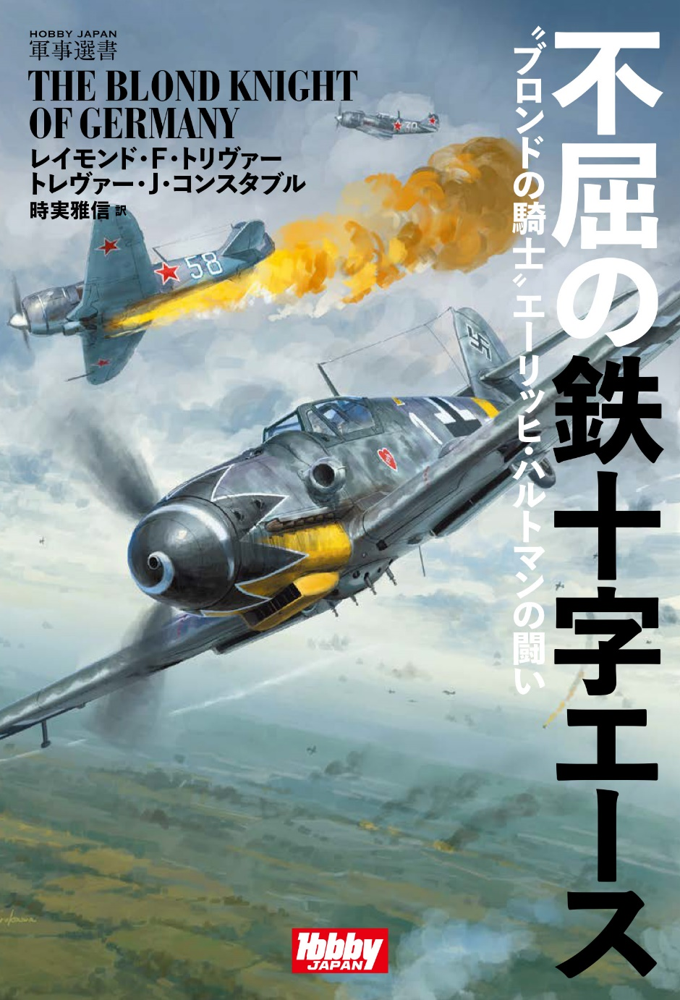 HOBBY JAPAN
軍事選書
THE BLOND KNIGHT
OF GERMANY
レイモンド・F・トリヴァー
トレヴァー・J・コンスタブル
時実雅信 訳
不屈の鉄十字エース
〝ブロンドの騎士〟エーリッヒ・ハルトマンの闘い
30
58
Hobby
JAPAN